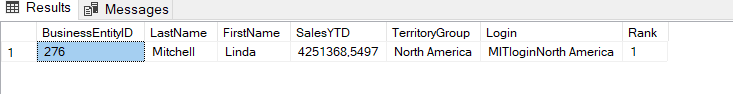 Results Messages
BusinessEntityID LastName FirstName SalesYTD TerritoryGroup Login Rank
1 276 Mitchell Linda 4251368,5497 North America MITloginNorth America 1